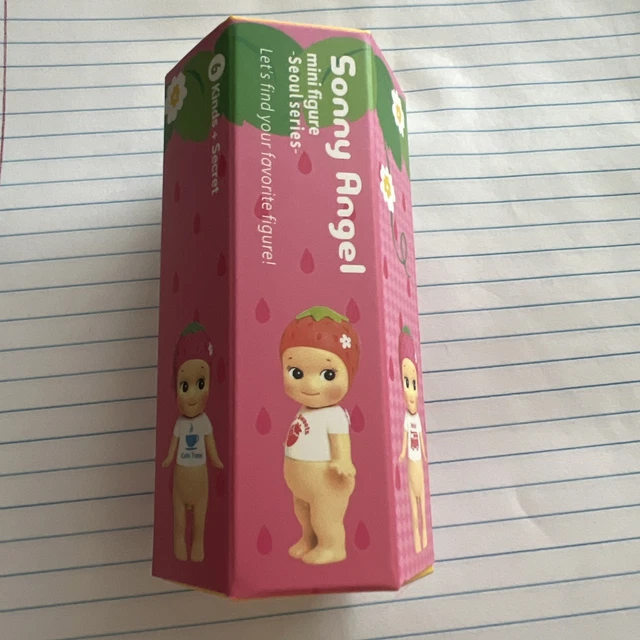 Sonny Angel
mini figure
-Seoul series-
Let's find your favorite figure!
6 Kinds + Secret